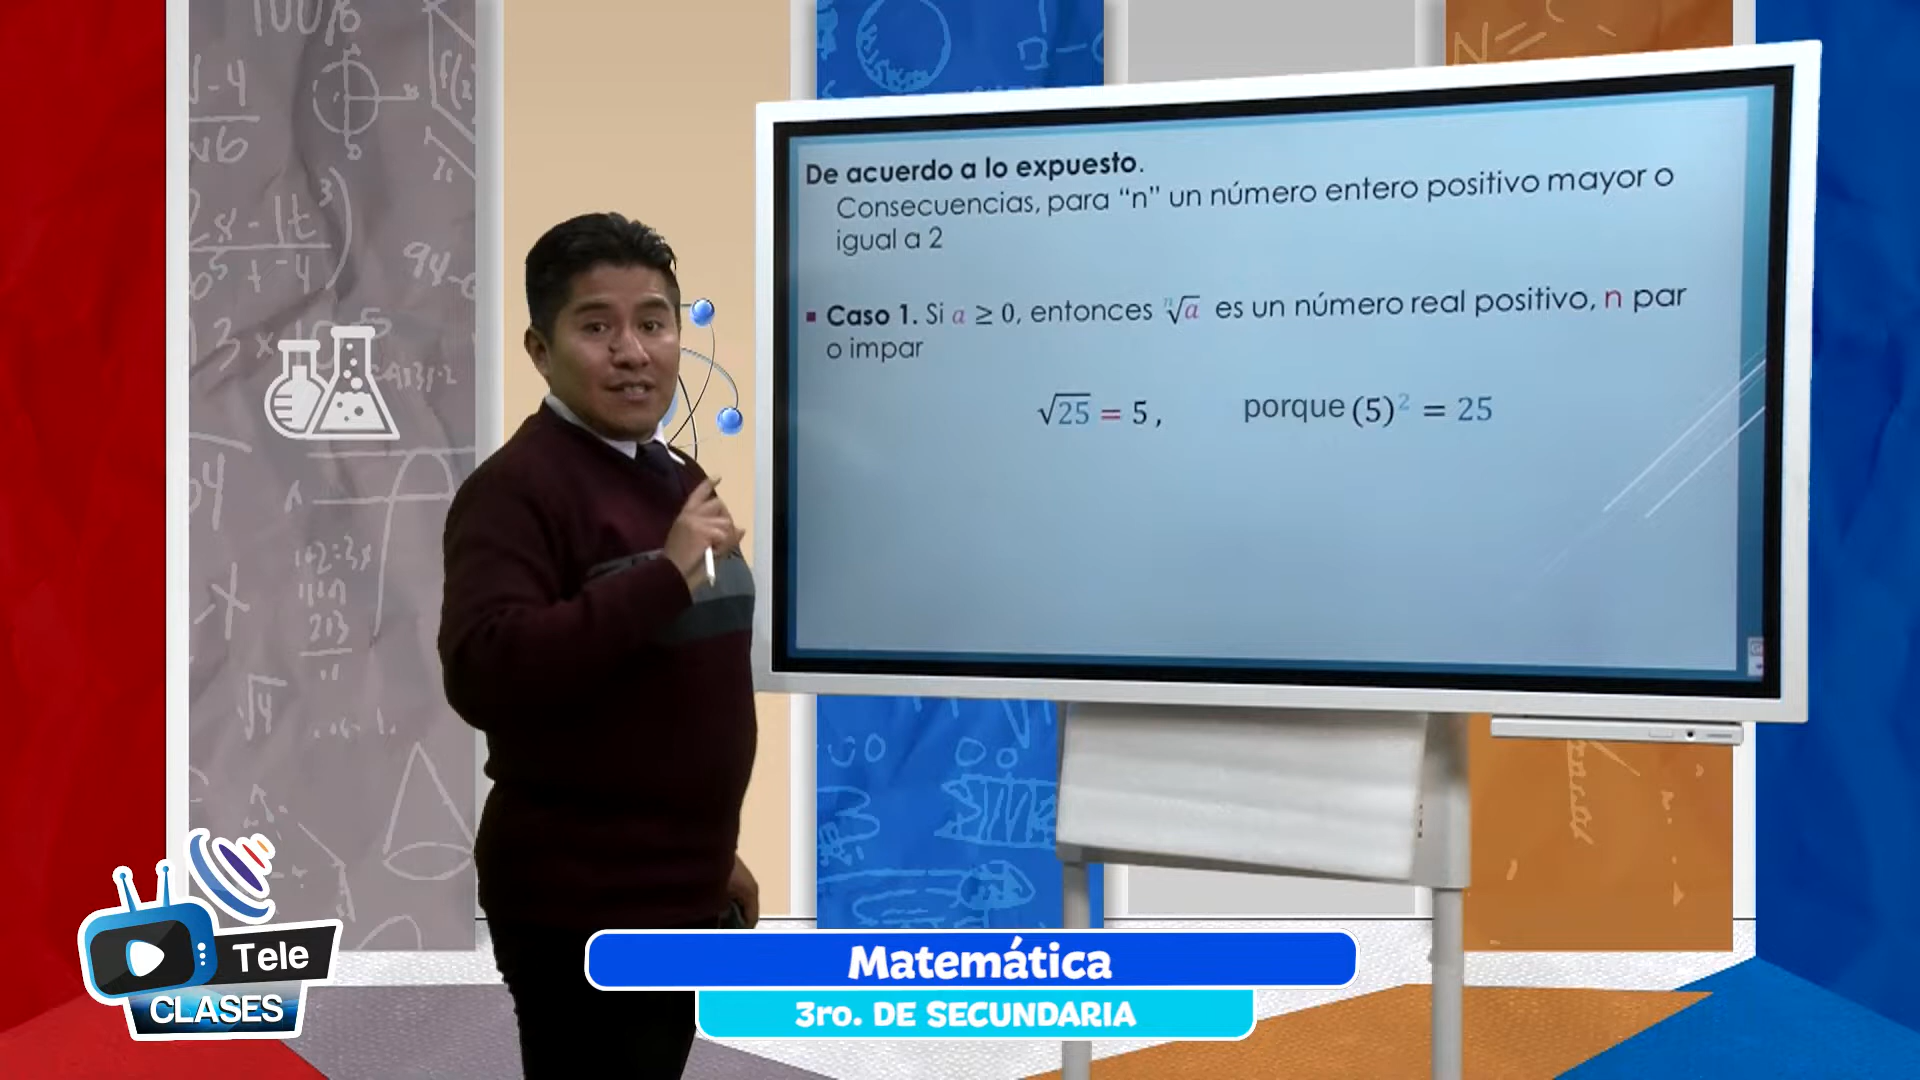 De acuerdo a lo expuesto.
Consecuencias, para “n” un número entero positivo mayor o
igual a 2
▪ Caso 1. Si a ≥ 0, entonces ⁿ√a es un número real positivo, n par
o impar
√25 = 5, porque (5)² = 25
Tele
CLASES
Matemática
3ro. DE SECUNDARIA